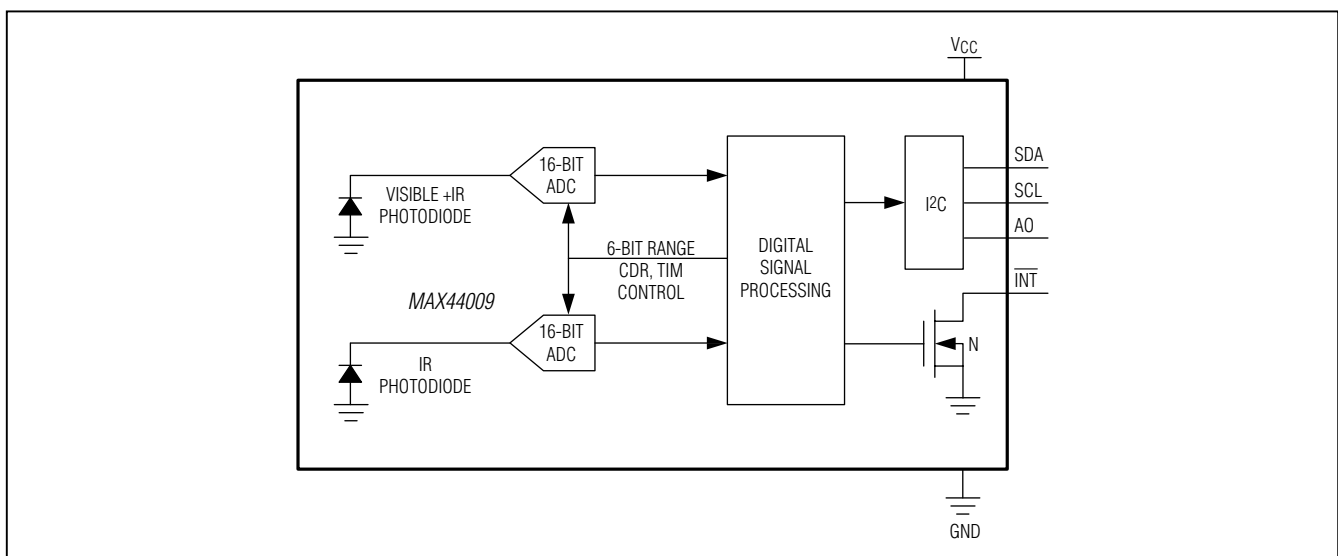 VCC
16-BIT
ADC
VISIBLE +IR
PHOTODIODE
6-BIT RANGE
CDR, TIM
CONTROL
MAX44009
16-BIT
ADC
IR
PHOTODIODE
DIGITAL
SIGNAL
PROCESSING
I2C
SDA
SCL
A0
INT
N
GND